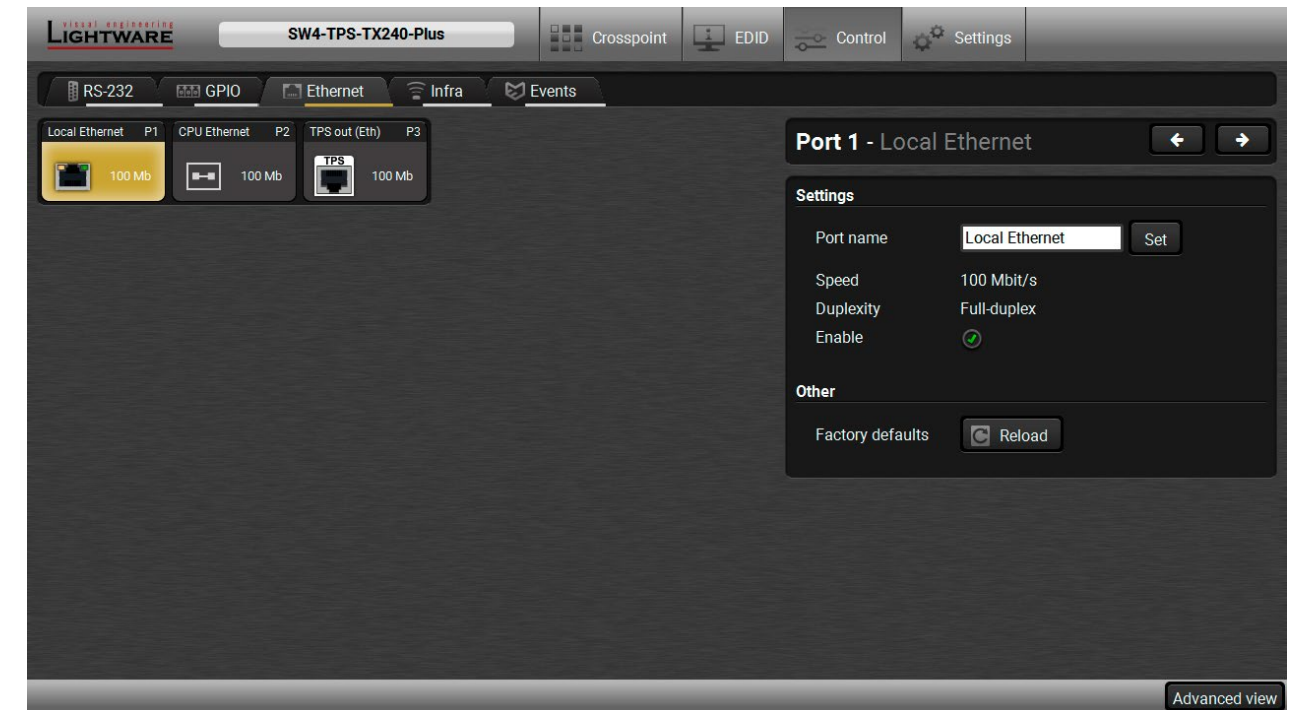 visual engineering
LIGHTWARE
SW4-TPS-TX240-Plus
Crosspoint
EDID
Control
Settings
RS-232
GPIO
Ethernet
Infra
Events
Local Ethernet P1
100 Mb
CPU Ethernet P2
100 Mb
TPS out (Eth) P3
TPS
100 Mb
Port 1 - Local Ethernet
Settings
Port name Local Ethernet Set
Speed 100 Mbit/s
Duplexity Full-duplex
Enable
Other
Factory defaults Reload
Advanced view